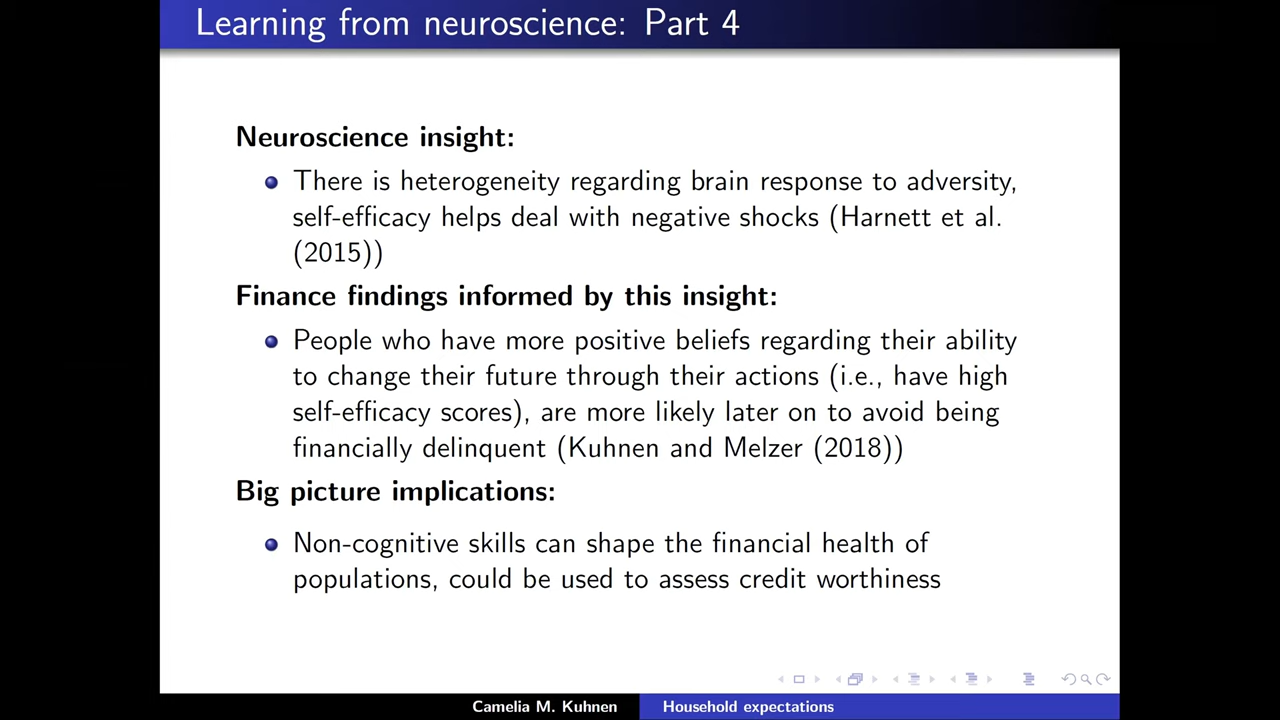 Learning from neuroscience: Part 4
Neuroscience insight:
There is heterogeneity regarding brain response to adversity,
self-efficacy helps deal with negative shocks (Harnett et al.
(2015))
Finance findings informed by this insight:
People who have more positive beliefs regarding their ability
to change their future through their actions (i.e., have high
self-efficacy scores), are more likely later on to avoid being
financially delinquent (Kuhnen and Melzer (2018))
Big picture implications:
Non-cognitive skills can shape the financial health of
populations, could be used to assess credit worthiness
Camelia M. Kuhnen
Household expectations